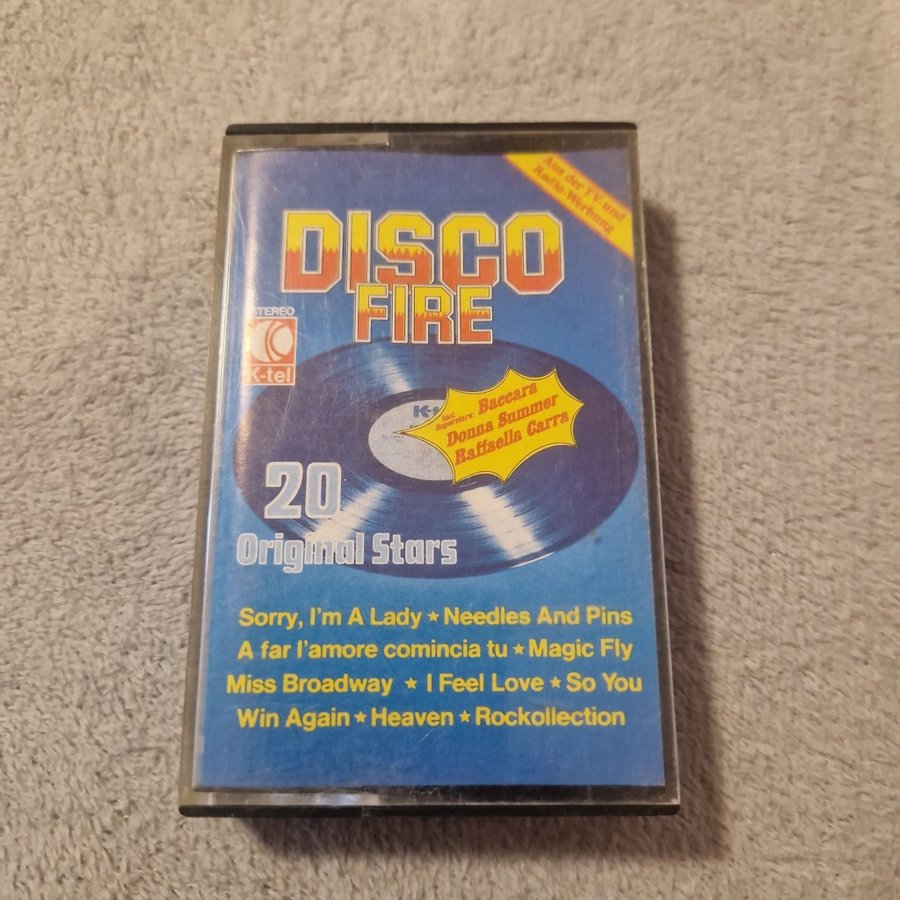 Aus der TV und
Radio-Werbung
DISCO
FIRE
STEREO
K-tel
Incl.
Superstars: Baccara
Donna Summer
Raffaella Carra
20
Original Stars
Sorry, I'm A Lady ★ Needles And Pins
A far l'amore comincia tu ★ Magic Fly
Miss Broadway ★ I Feel Love ★ So You
Win Again ★ Heaven ★ Rockollection